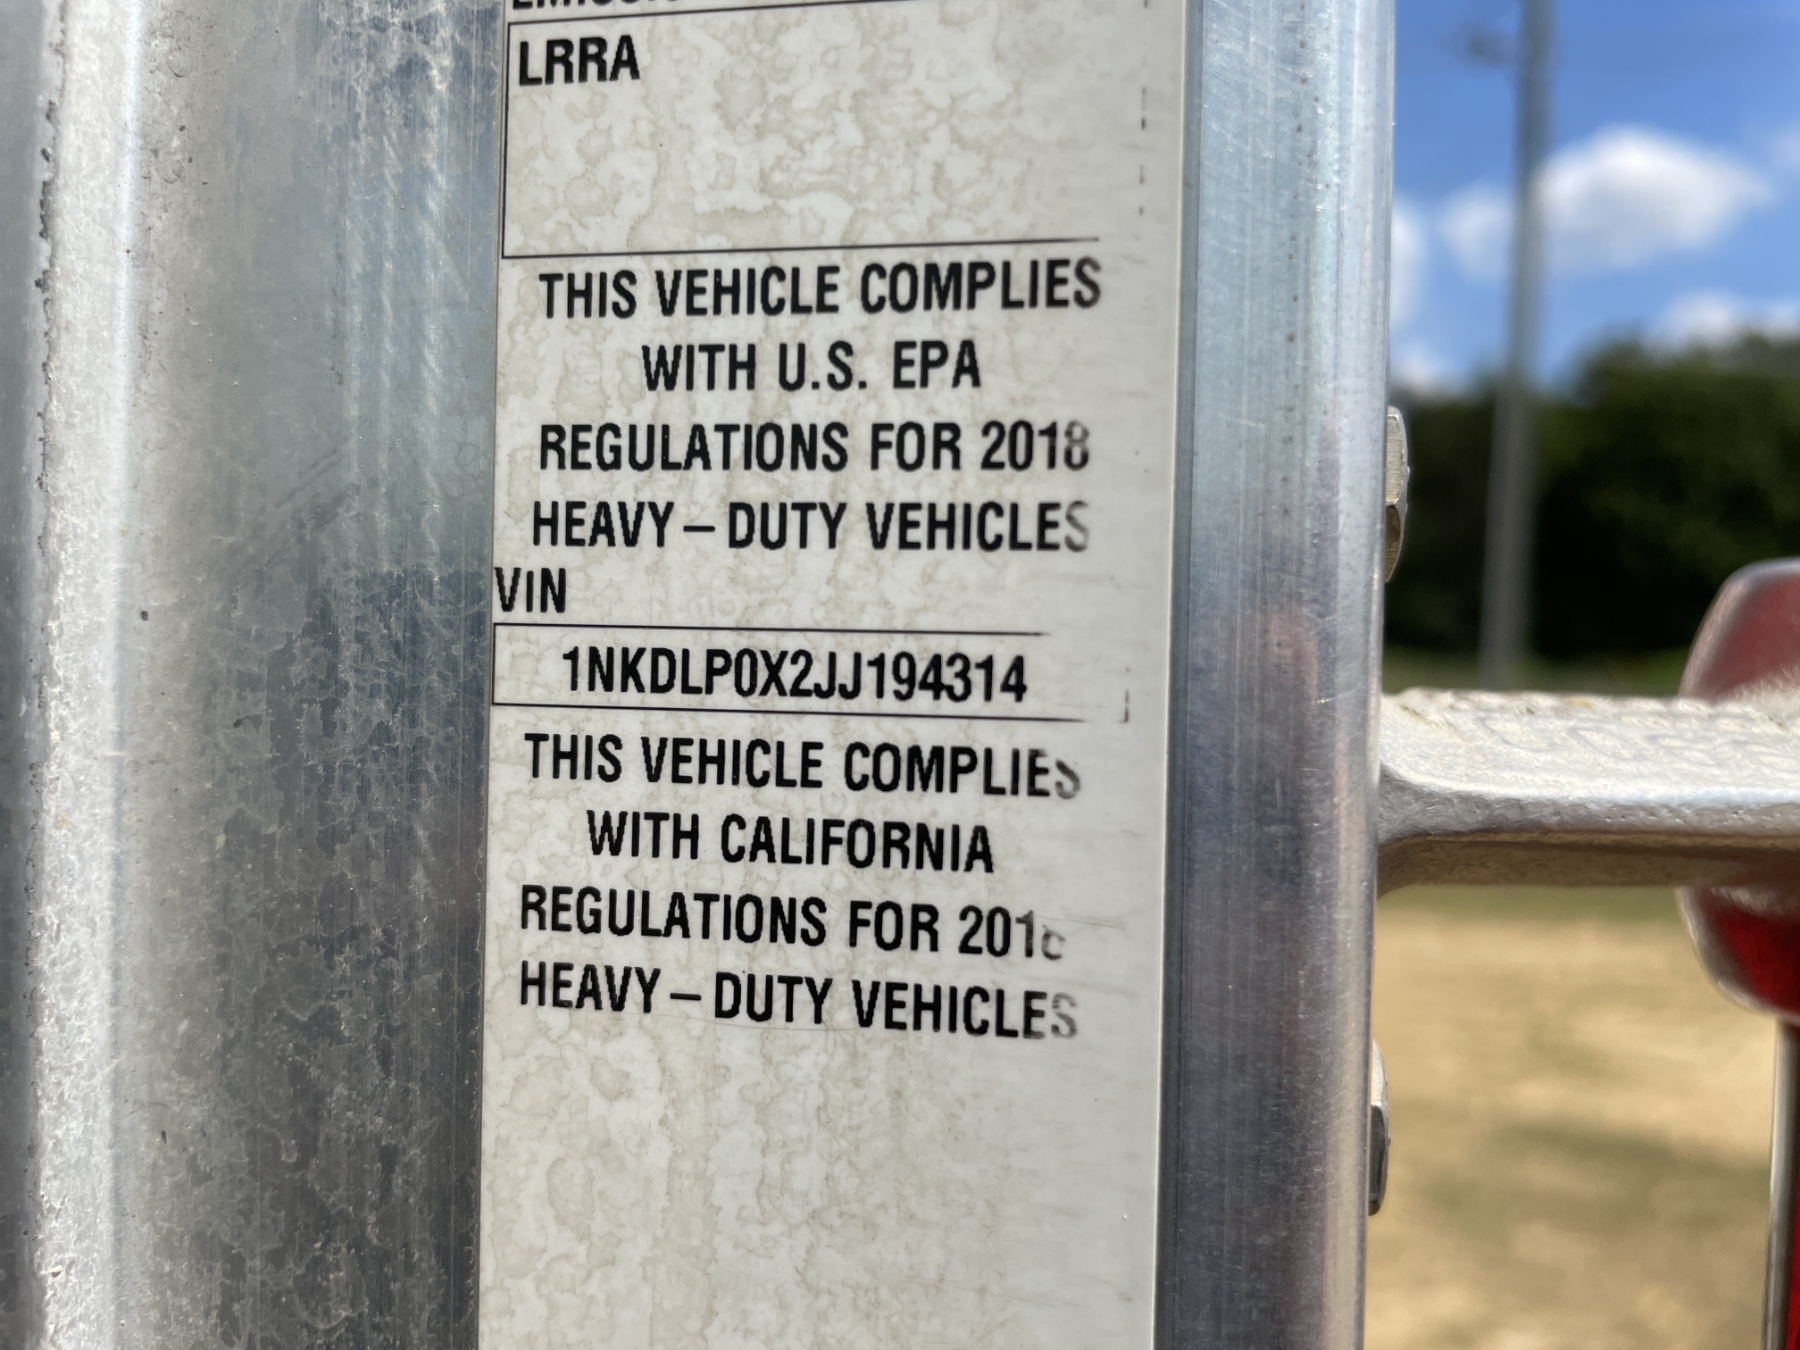 LRRA
THIS VEHICLE COMPLIES
WITH U.S. EPA
REGULATIONS FOR 2018
HEAVY – DUTY VEHICLES
VIN
1NKDLP0X2JJ194314
THIS VEHICLE COMPLIES
WITH CALIFORNIA
REGULATIONS FOR
HEAVY – DUTY VEHICLES